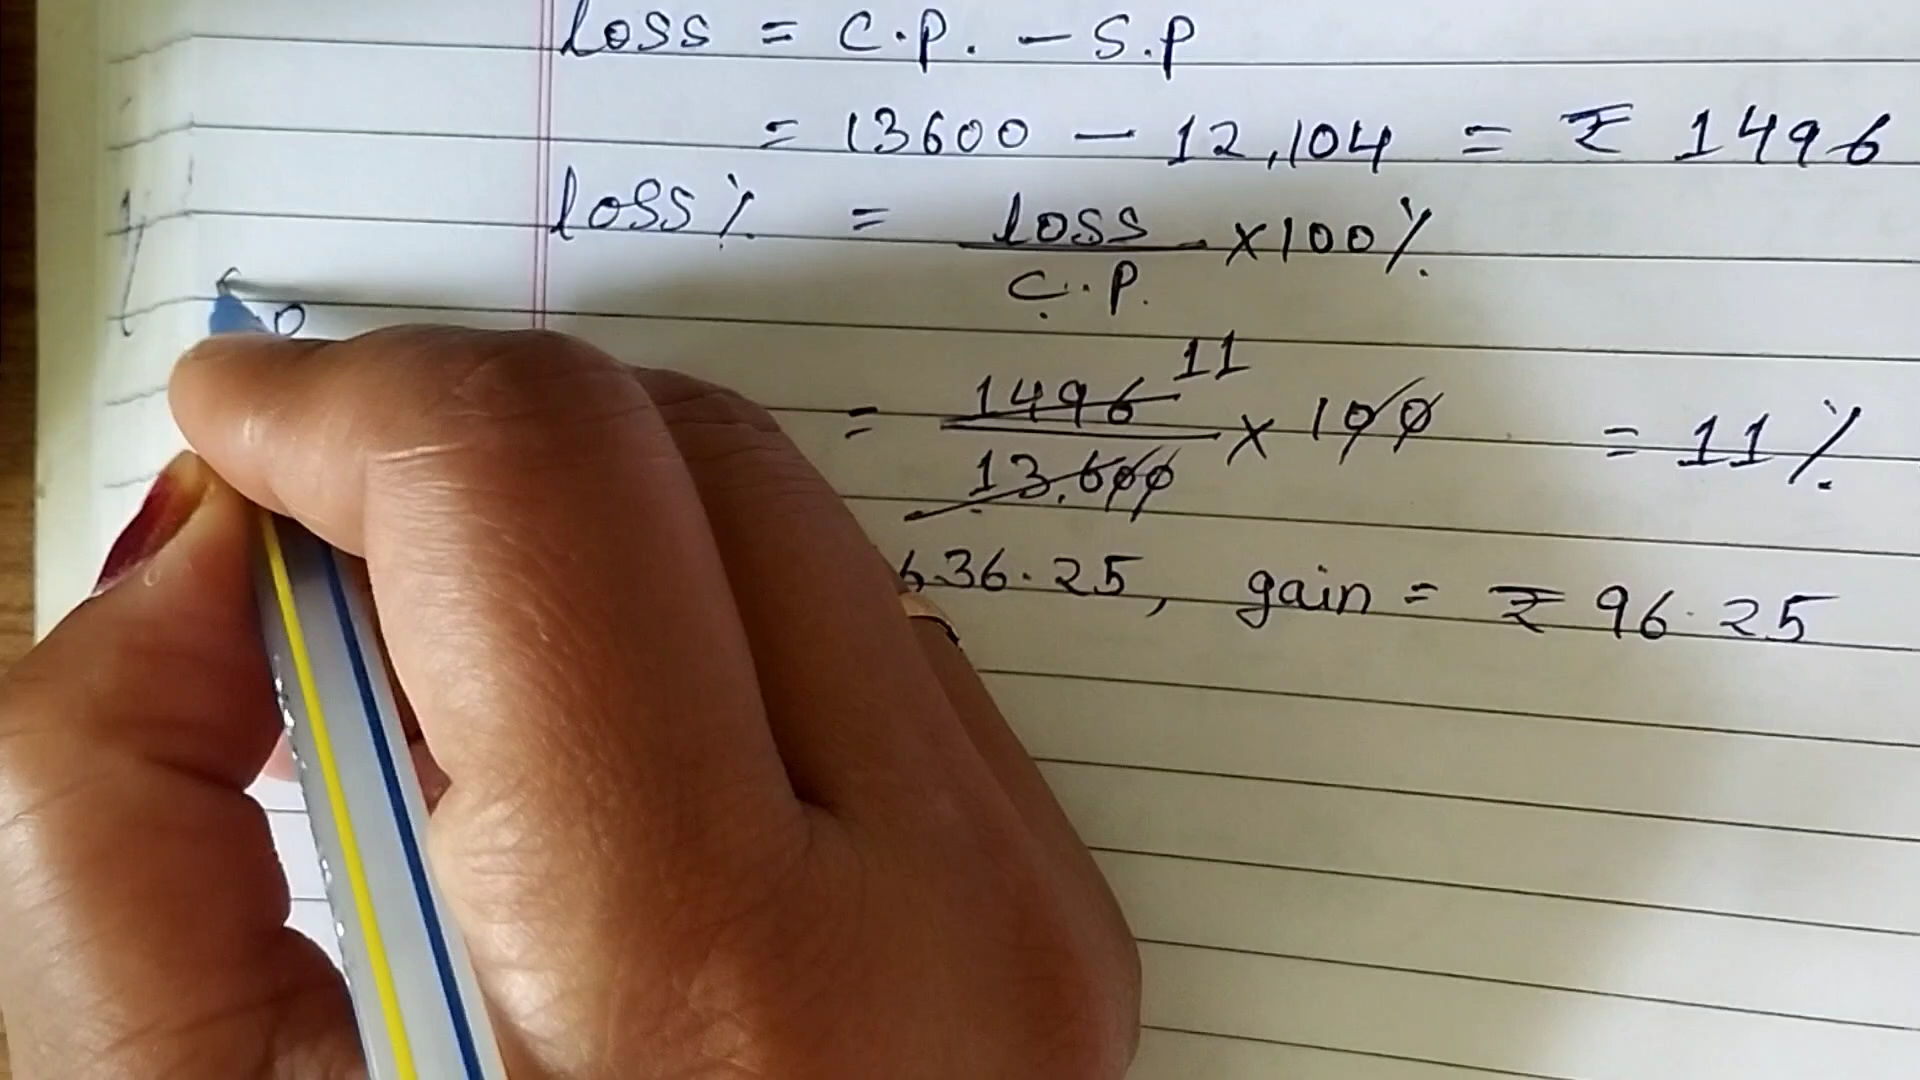 loss = C.P. - S.P
= 13600 - 12,104 = ₹ 1496
loss % = loss / C.P. × 100 %
= 1496 / 13,600 × 100 = 11 %
11
636.25, gain = ₹ 96.25